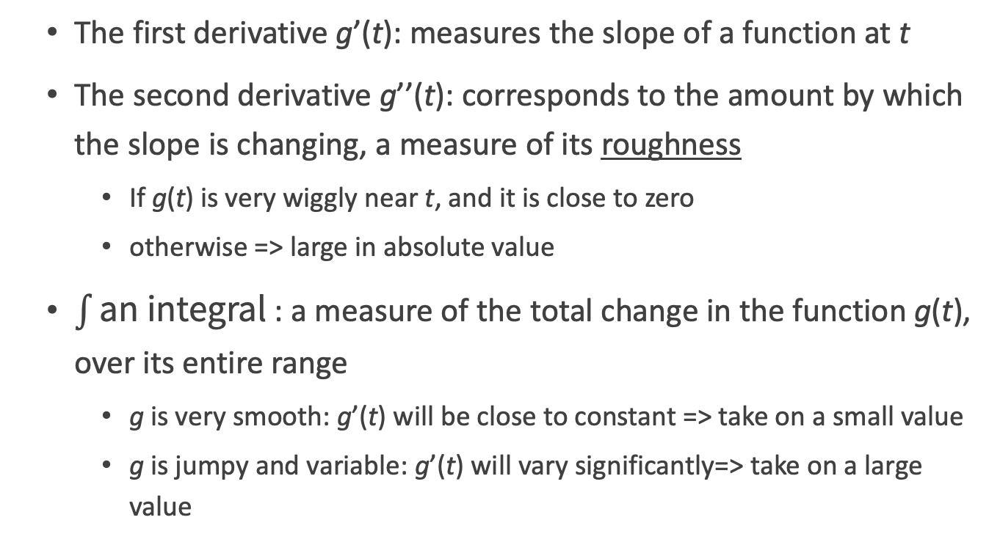 • The first derivative g′(t): measures the slope of a function at t
• The second derivative g′′(t): corresponds to the amount by which
the slope is changing, a measure of its roughness
• If g(t) is very wiggly near t, and it is close to zero
• otherwise => large in absolute value
• ∫ an integral : a measure of the total change in the function g(t),
over its entire range
• g is very smooth: g′(t) will be close to constant => take on a small value
• g is jumpy and variable: g′(t) will vary significantly=> take on a large
value